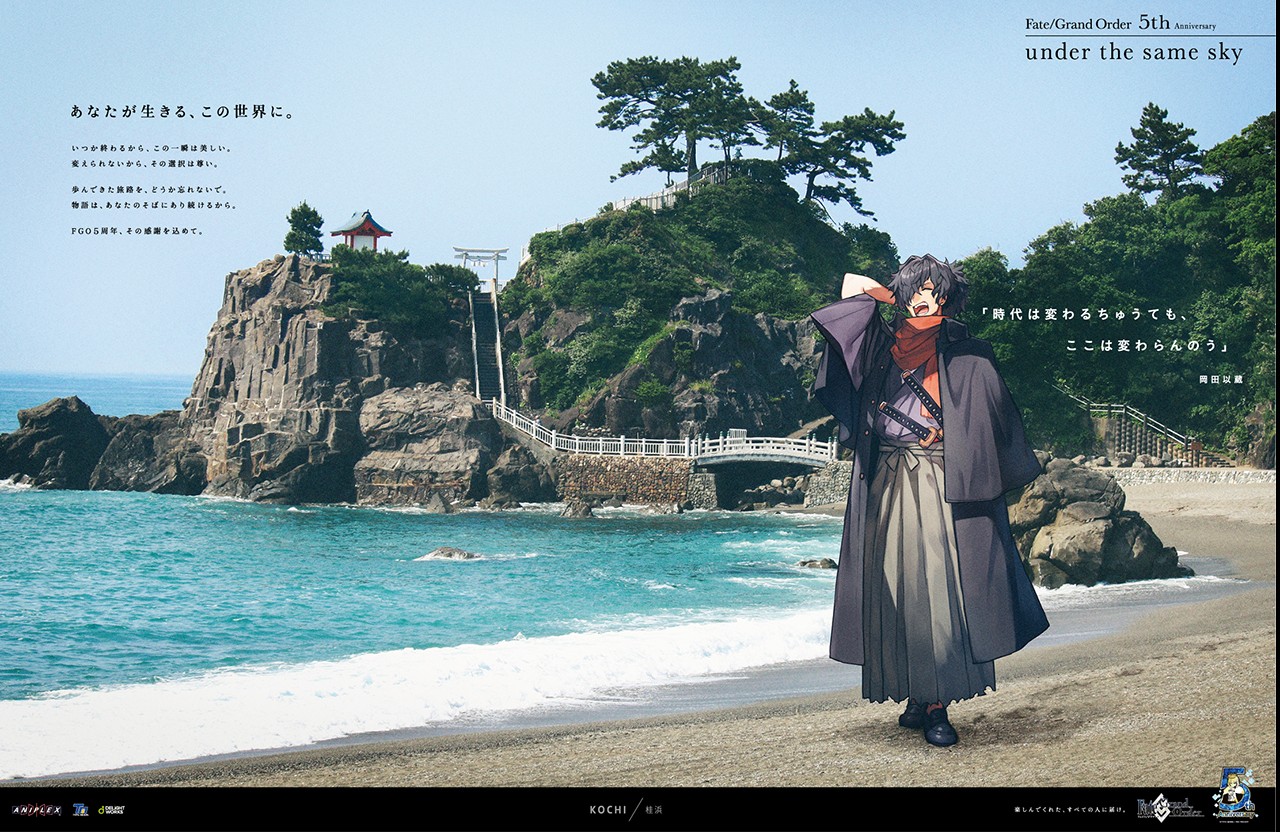 Fate/Grand Order 5th Anniversary
under the same sky
あなたが生きる、この世界に。
いつか終わるから、この一瞬は美しい。
変えられないから、その選択は尊い。
歩んできた旅路を、どうか忘れないで。
物語は、あなたのそばにあり続けるから。
FGO5周年、その感謝を込めて。
「時代は変わるちゅうても、
ここは変わらんのう」
岡田以蔵
ANIPLEX
DELIGHT
WORKS
KOCHI／桂浜
楽しんでくれた、すべての人に届け。
Fate Grand Order
5th
Anniversary